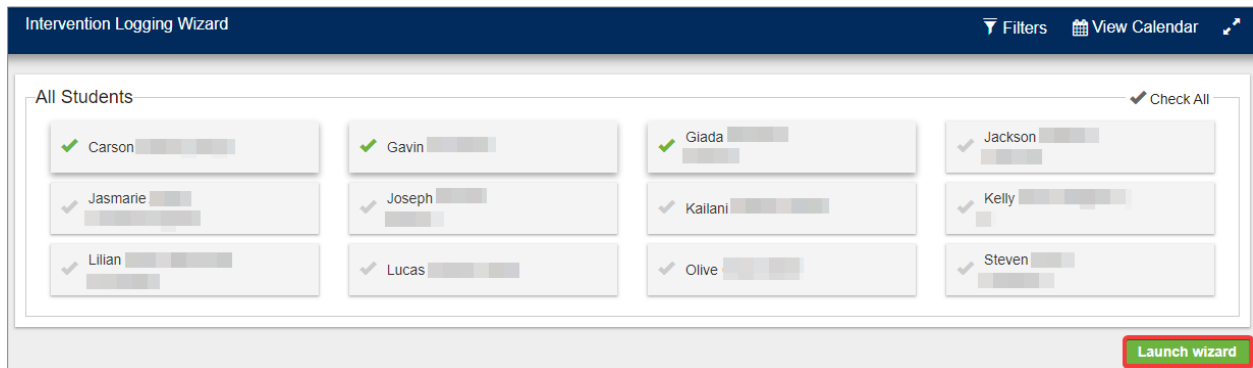 Intervention Logging Wizard
Filters
View Calendar
All Students
Check All
Carson
Gavin
Giada
Jackson
Jasmarie
Joseph
Kailani
Kelly
Lilian
Lucas
Olive
Steven
Launch wizard